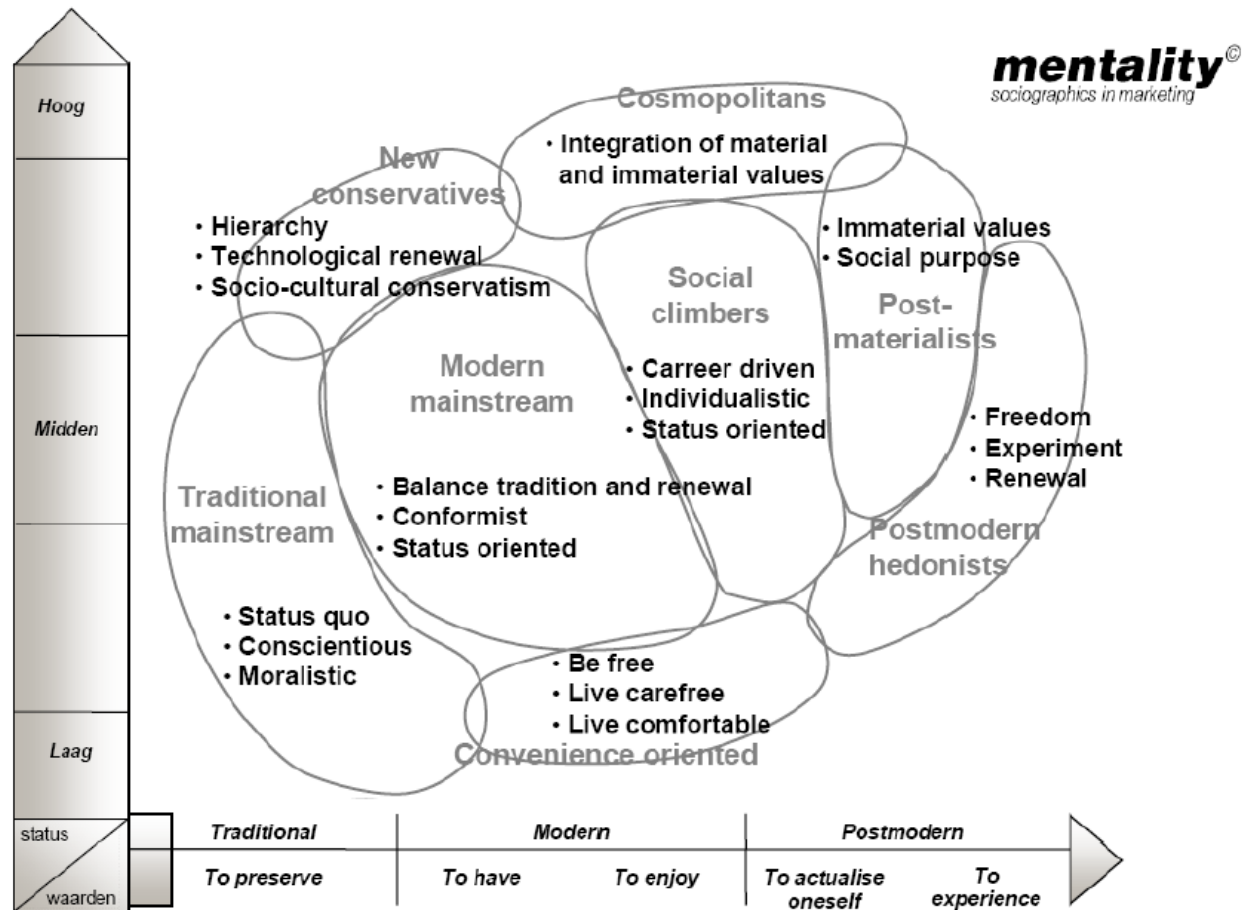 mentality©
sociographics in marketing
Hoog
Midden
Laag
status
waarden
Cosmopolitans
• Integration of material
and immaterial values
New
conservatives
• Hierarchy
• Technological renewal
• Socio-cultural conservatism
• Immaterial values
• Social purpose
Post-
materialists
Social
climbers
• Carreer driven
• Individualistic
• Status oriented
Modern
mainstream
• Balance tradition and renewal
• Conformist
• Status oriented
• Freedom
• Experiment
• Renewal
Postmodern
hedonists
Traditional
mainstream
• Status quo
• Conscientious
• Moralistic
• Be free
• Live carefree
• Live comfortable
Convenience oriented
Traditional
Modern
Postmodern
To preserve
To have
To enjoy
To actualise
oneself
To
experience